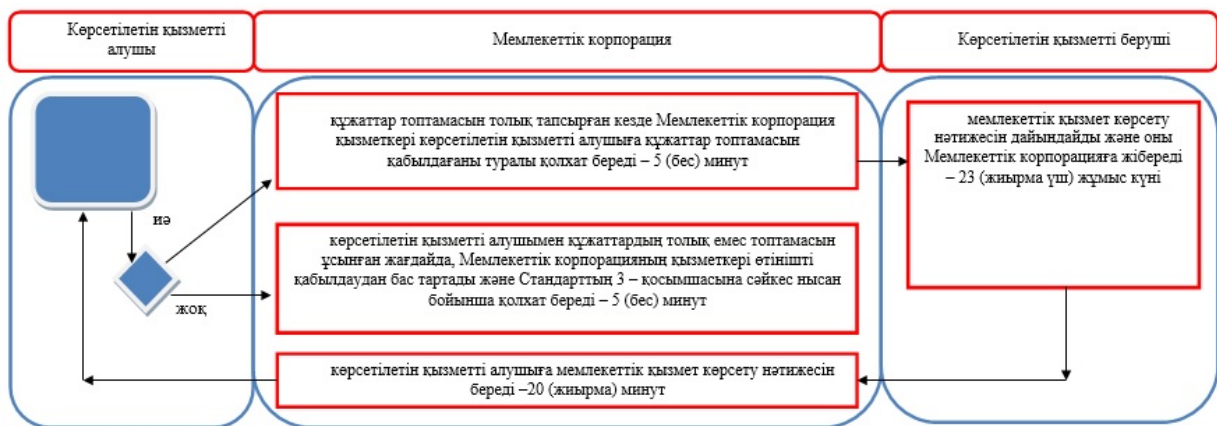 Көрсетілетін қызметті
алушы
Мемлекеттік корпорация
Көрсетілетін қызметті беруші
құжаттар топтамасын толық тапсырған кезде Мемлекеттік корпорация
қызметкері көрсетілетін қызметті алушыға құжаттар топтамасын
қабылдағаны туралы қолхат береді – 5 (бес) минут
мемлекеттік қызмет көрсету
нәтижесін дайындайды және оны
Мемлекеттік корпорацияға жібереді
– 23 (жиырма үш) жұмыс күні
иә
көрсетілетін қызметті алушымен құжаттардың толық емес топтамасын
ұсынған жағдайда, Мемлекеттік корпорацияның қызметкері өтінішті
қабылдаудан бас тартады және Стандарттың 3 – қосымшасына сәйкес нысан
бойынша қолхат береді – 5 (бес) минут
жоқ
көрсетілетін қызметті алушыға мемлекеттік қызмет көрсету нәтижесін
береді –20 (жиырма) минут